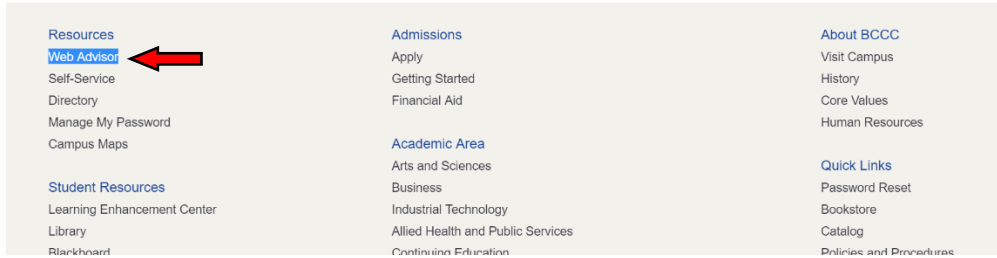 Resources
Web Advisor
Self-Service
Directory
Manage My Password
Campus Maps
Student Resources
Learning Enhancement Center
Library
Blackboard
Admissions
Apply
Getting Started
Financial Aid
Academic Area
Arts and Sciences
Business
Industrial Technology
Allied Health and Public Services
Continuing Education
About BCCC
Visit Campus
History
Core Values
Human Resources
Quick Links
Password Reset
Bookstore
Catalog
Policies and Procedures